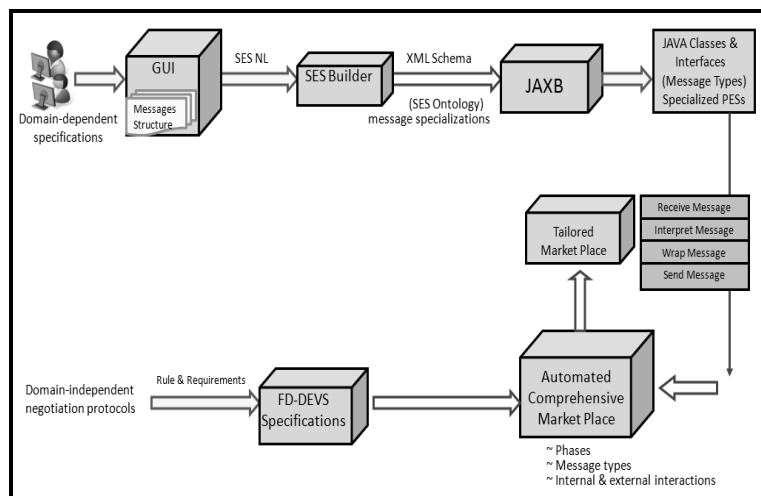 Domain-dependent
specifications
GUI
Messages
Structure
SES NL
SES Builder
XML Schema
(SES Ontology)
message specializations
JAXB
JAVA Classes &
Interfaces
(Message Types)
Specialized PESs
Receive Message
Interpret Message
Wrap Message
Send Message
Tailored
Market Place
Domain-independent
negotiation protocols
Rule & Requirements
FD-DEVS
Specifications
Automated
Comprehensive
Market Place
~ Phases
~ Message types
~ Internal & external interactions